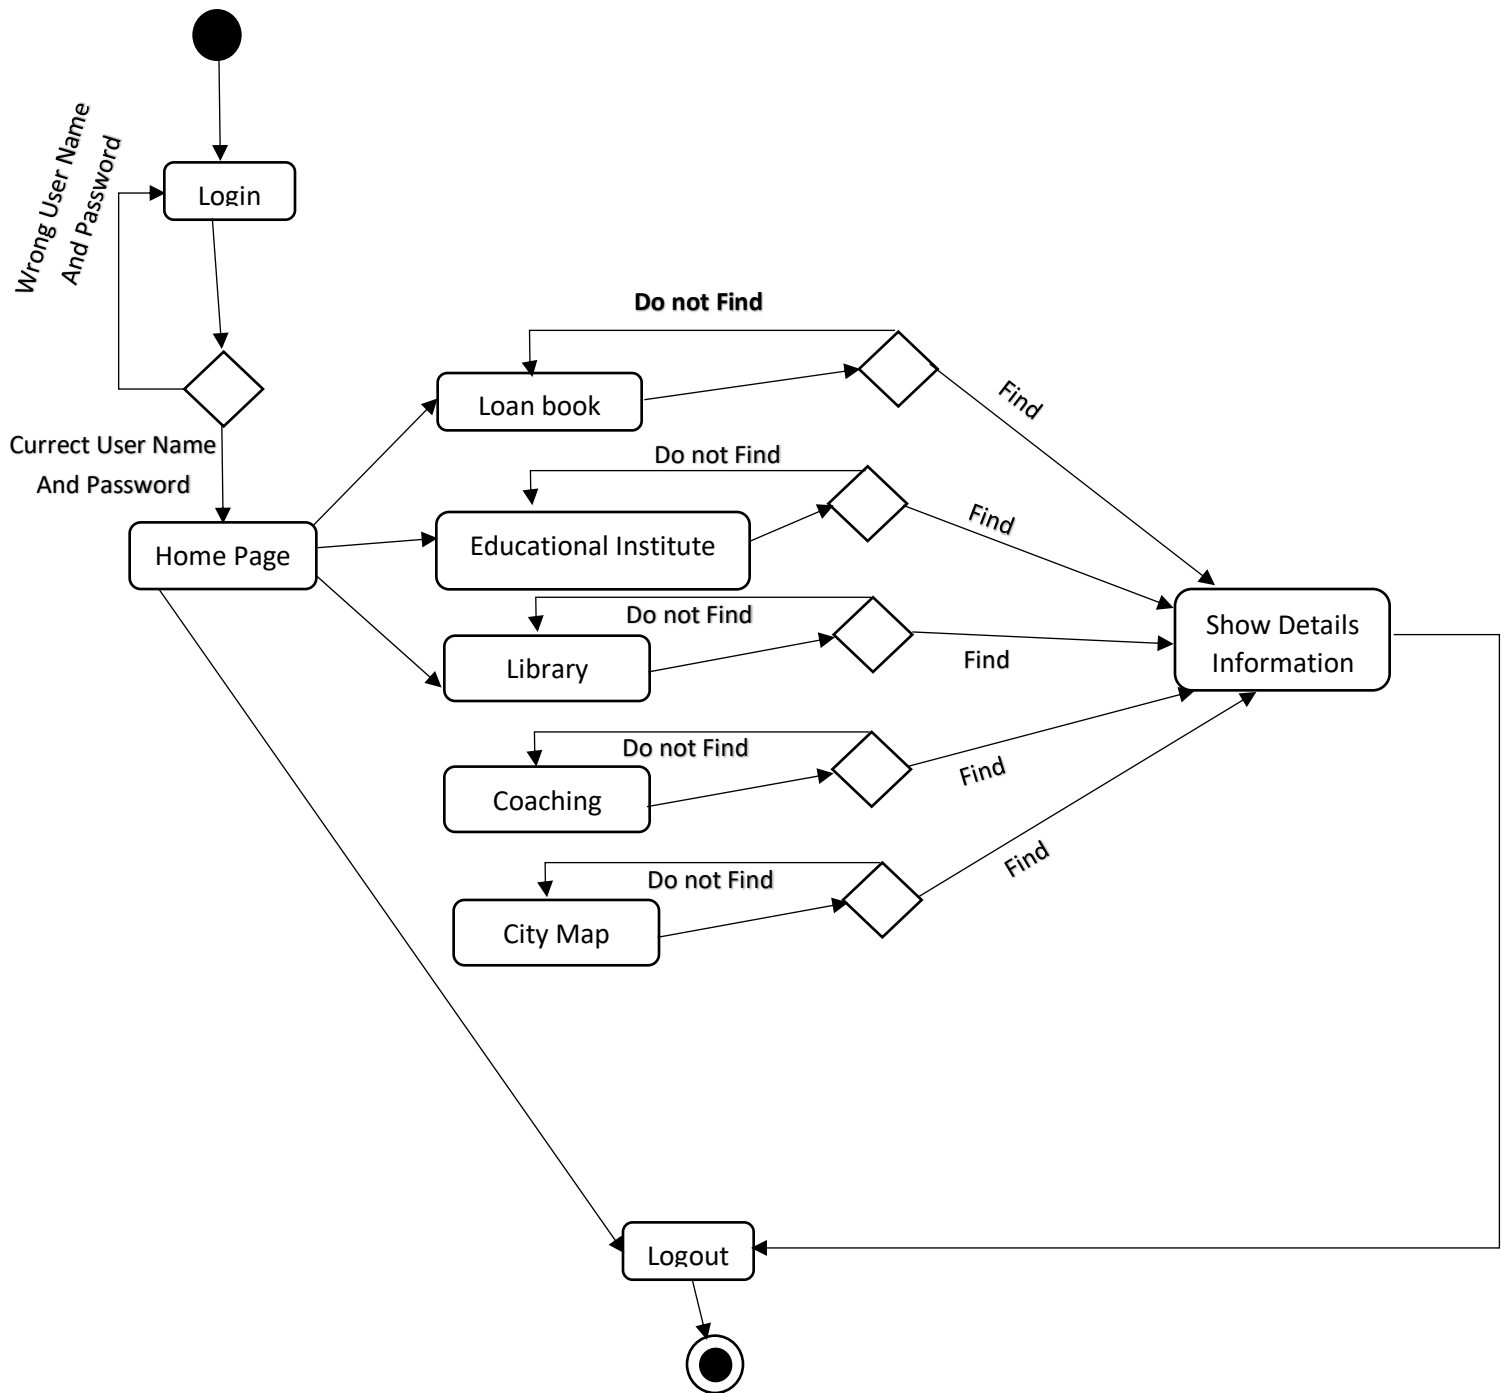 Wrong User Name
And Password
Login
Currect User Name
And Password
Home Page
Do not Find
Loan book
Find
Do not Find
Educational Institute
Find
Do not Find
Library
Find
Show Details
Information
Do not Find
Coaching
Find
Do not Find
City Map
Find
Logout